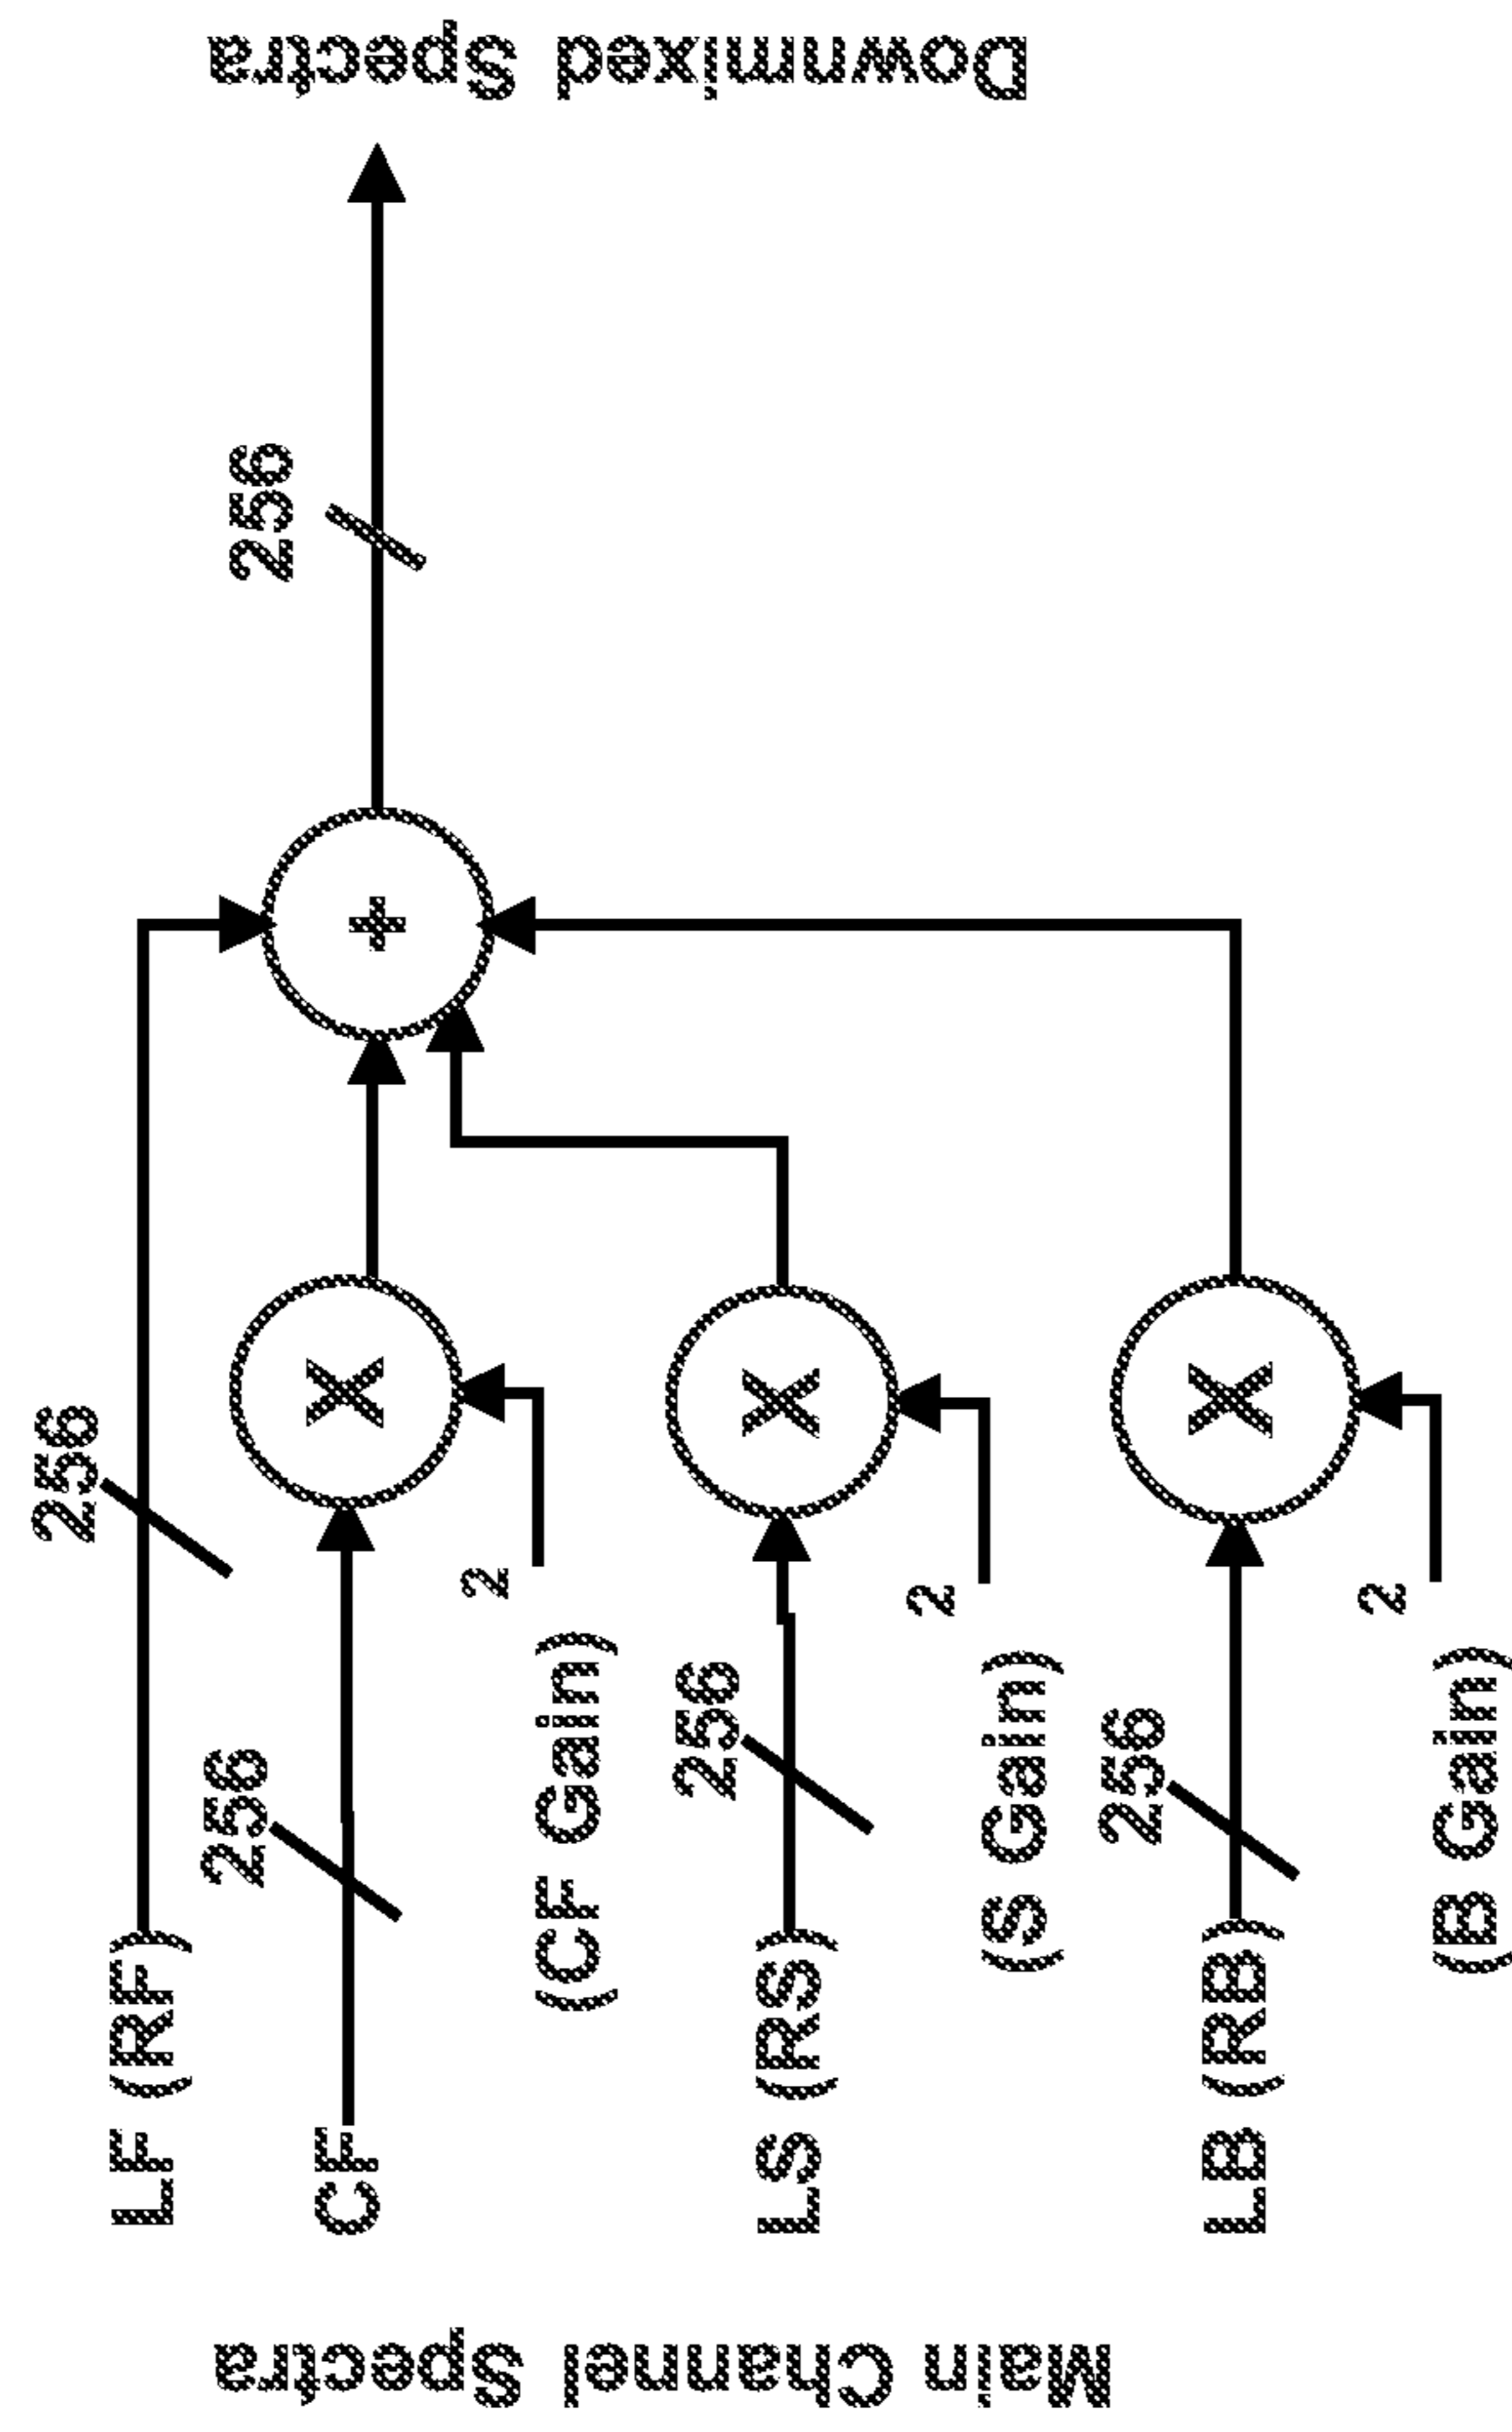 Main Channel Spectra
LF (RF)
256
CF
256
2
(CF Gain)
LS (RS)
256
2
(S Gain)
LB (RB)
256
2
(B Gain)
X
X
X
+
256
Downmixed Spectra